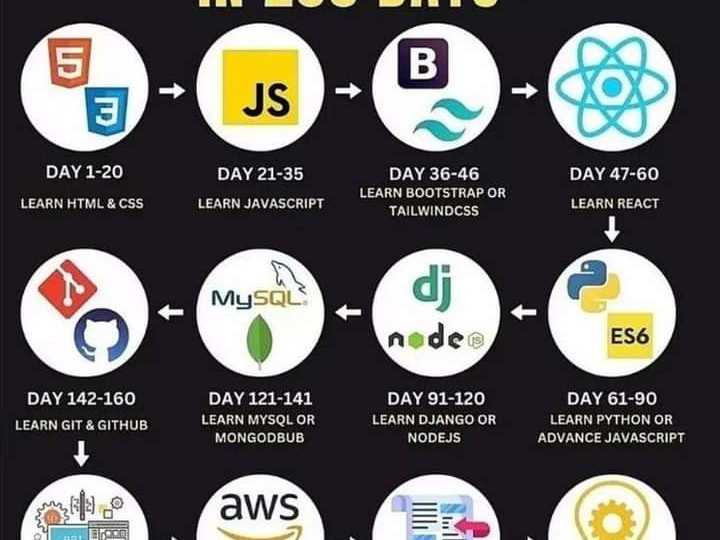 5
3
JS
B
DAY 1-20
DAY 21-35
DAY 36-46
DAY 47-60
LEARN HTML & CSS
LEARN JAVASCRIPT
LEARN BOOTSTRAP OR
TAILWINDCSS
LEARN REACT
MySQL
dj
node
JS
ES6
DAY 142-160
DAY 121-141
DAY 91-120
DAY 61-90
LEARN GIT & GITHUB
LEARN MYSQL OR
MONGODBUB
LEARN DJANGO OR
NODEJS
LEARN PYTHON OR
ADVANCE JAVASCRIPT
aws